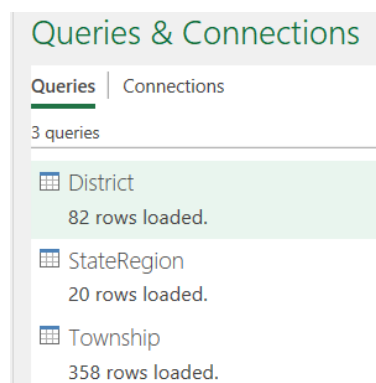 Queries & Connections
Queries | Connections
3 queries
District
82 rows loaded.
StateRegion
20 rows loaded.
Township
358 rows loaded.